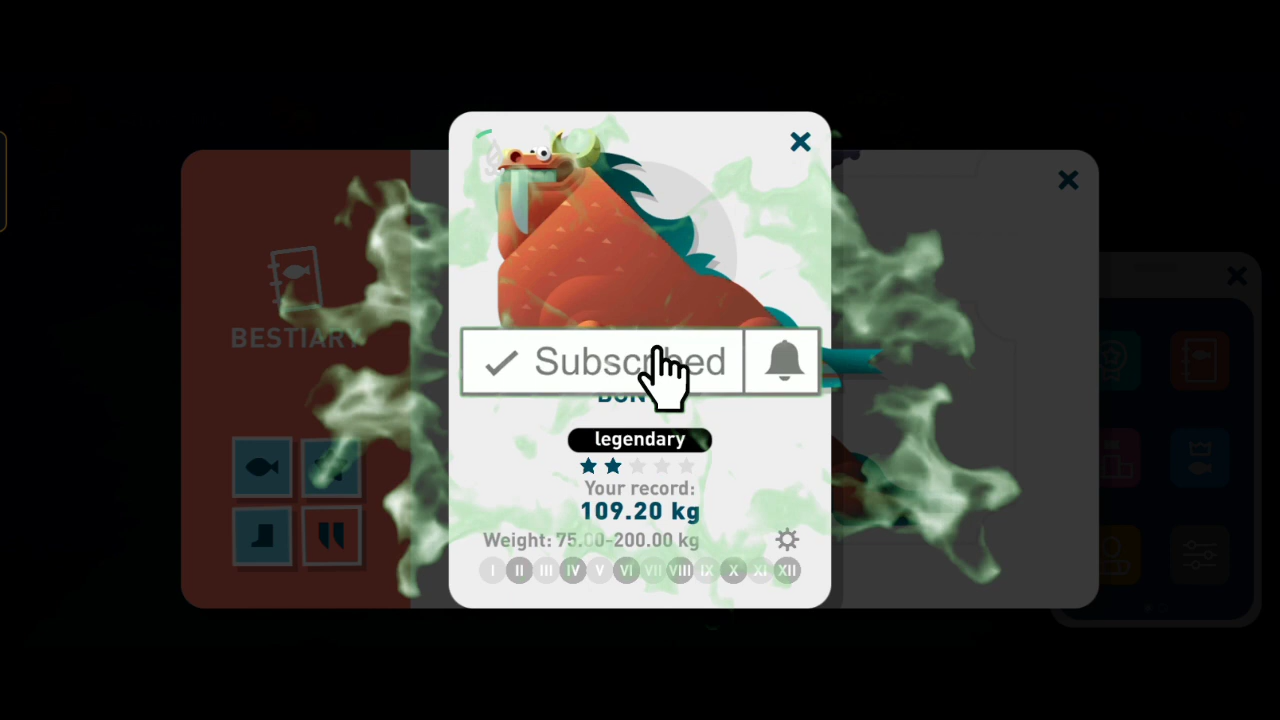 BESTIARY
Subscribed
legendary
Your record:
109.20 kg
Weight: 75.00-200.00 kg
I II III IV V VI VII VIII IX X XI XII